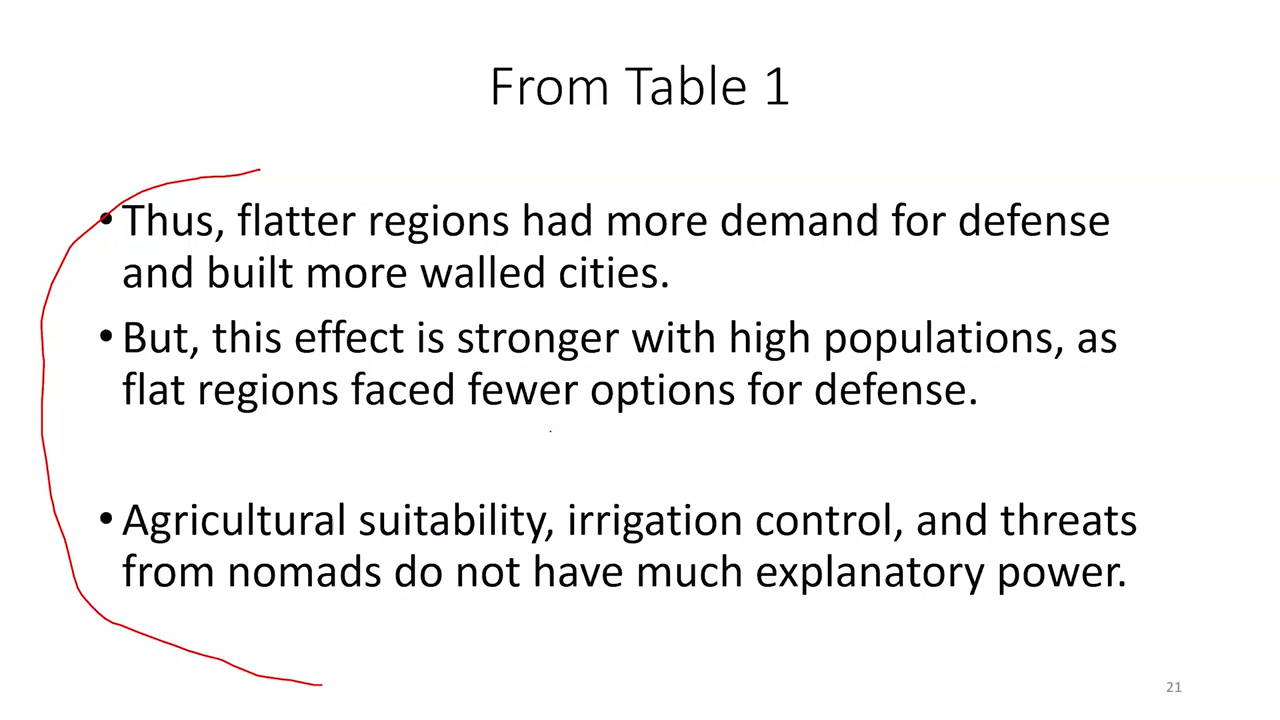 From Table 1
• Thus, flatter regions had more demand for defense
and built more walled cities.
• But, this effect is stronger with high populations, as
flat regions faced fewer options for defense.
• Agricultural suitability, irrigation control, and threats
from nomads do not have much explanatory power.
21